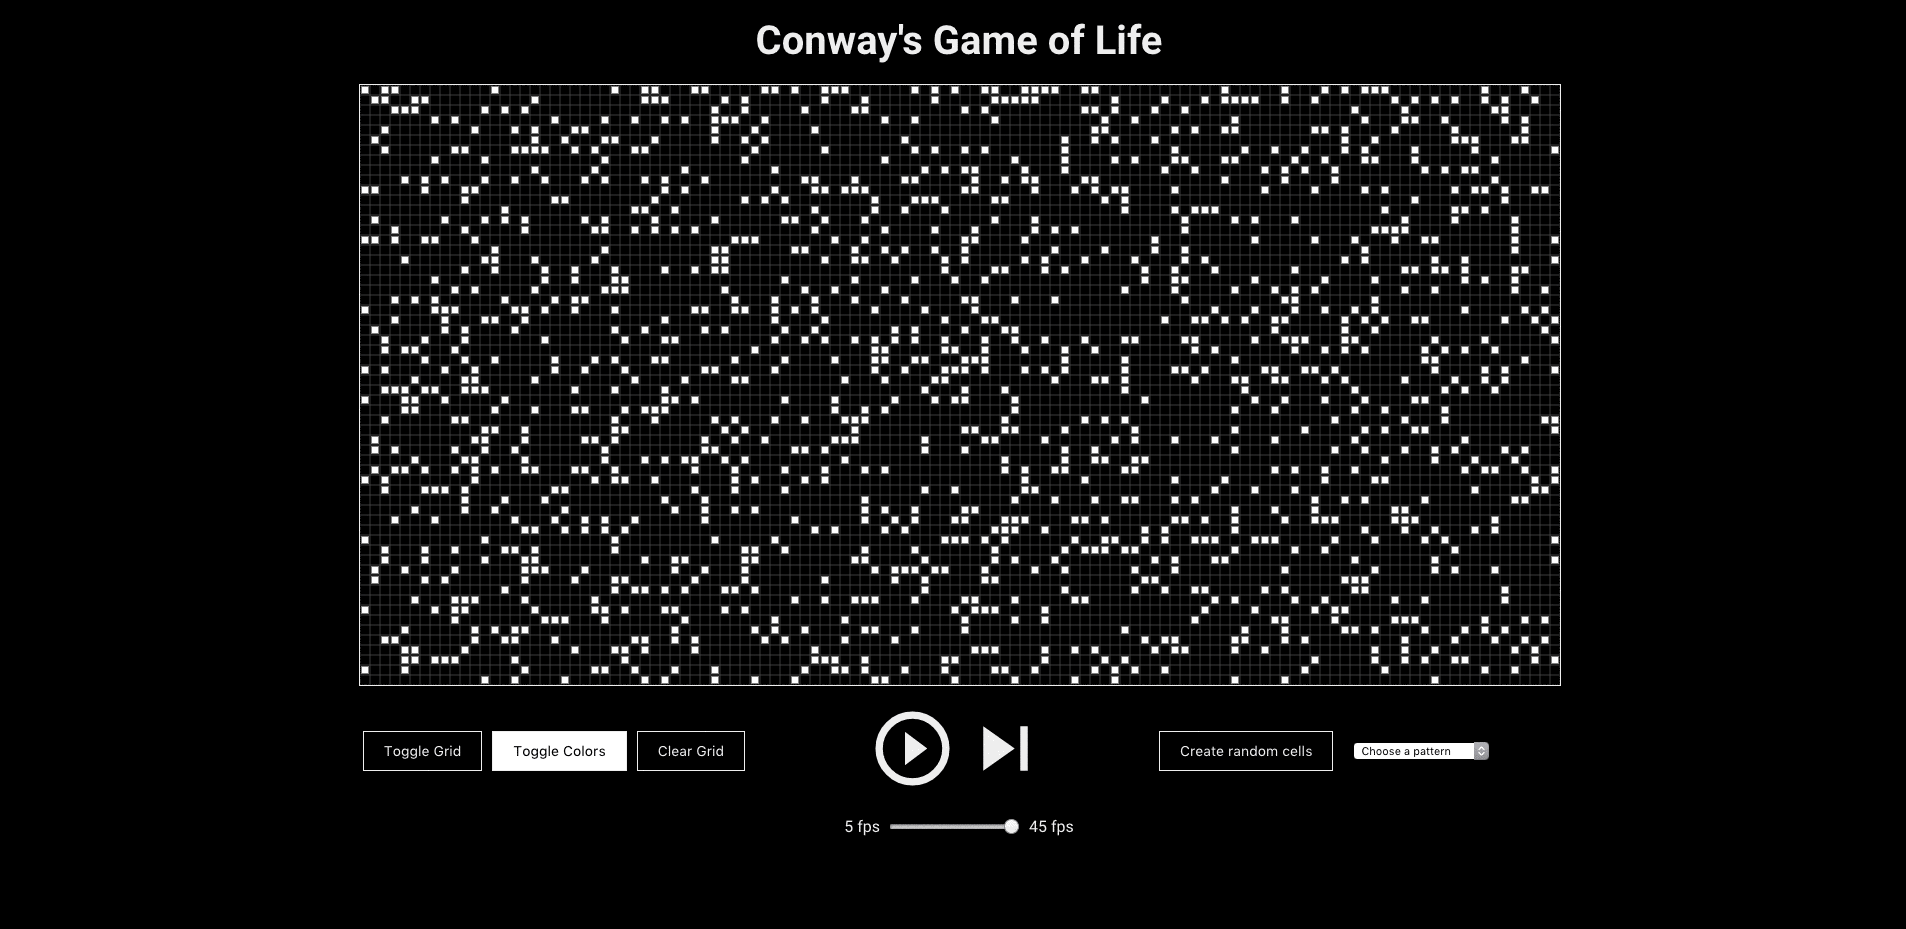 Conway's Game of Life
Toggle Grid
Toggle Colors
Clear Grid
Create random cells
Choose a pattern
5 fps
45 fps